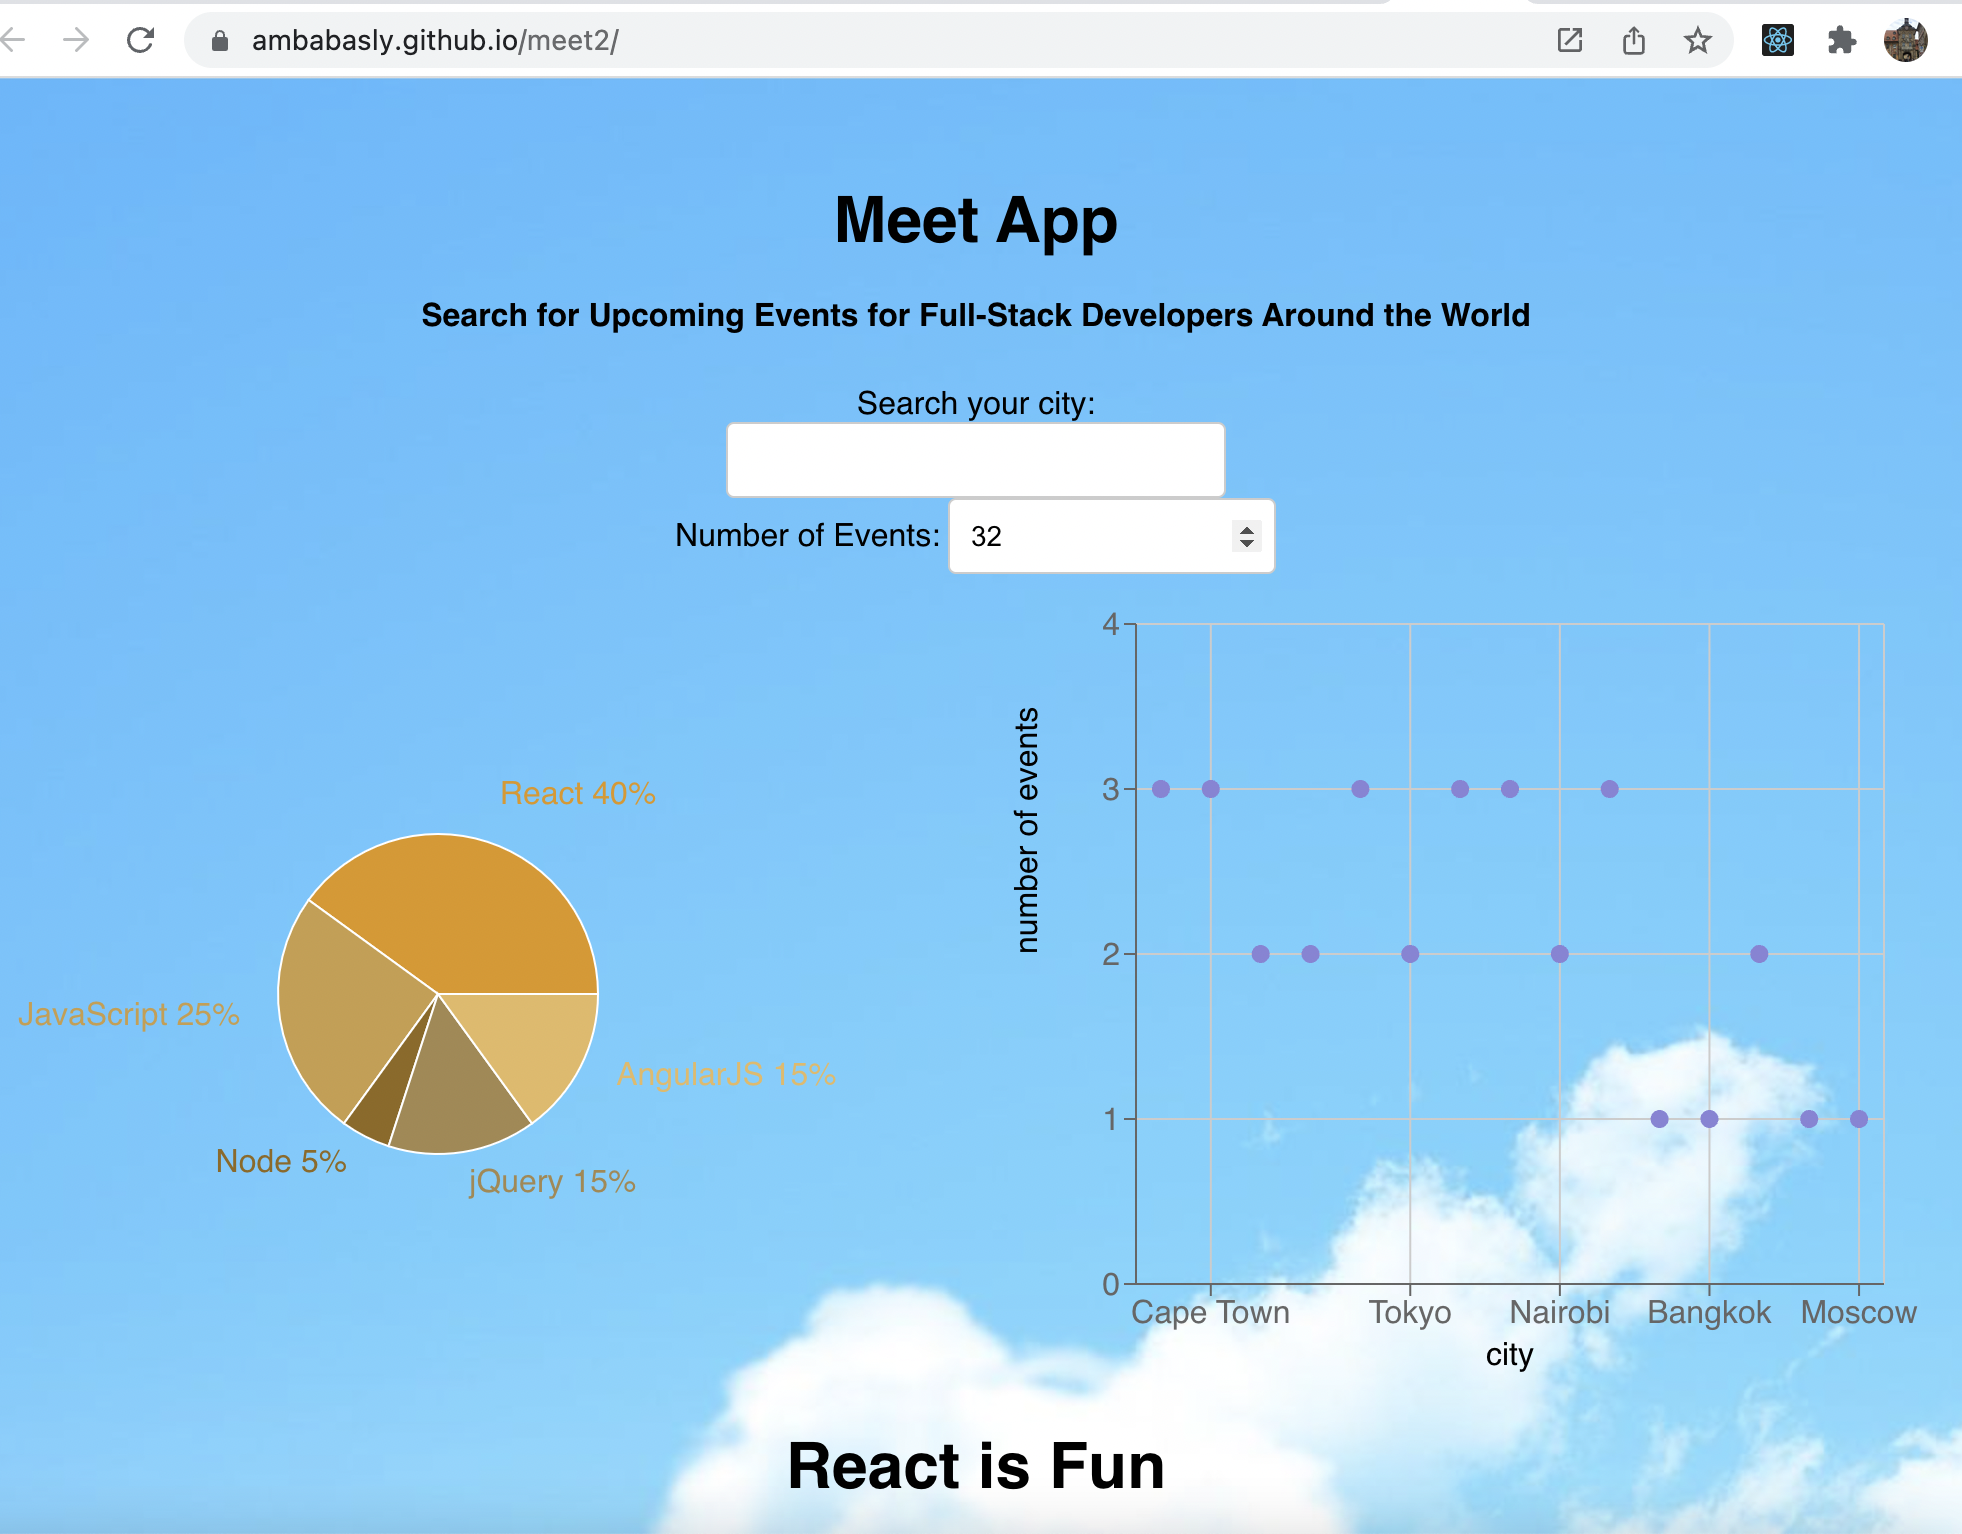 ambabasly.github.io/meet2/
Meet App
Search for Upcoming Events for Full-Stack Developers Around the World
Search your city:
Number of Events: 32
React 40%
JavaScript 25%
AngularJS 15%
Node 5%
jQuery 15%
number of events
4
3
2
1
0
Cape Town Tokyo Nairobi Bangkok Moscow
city
React is Fun